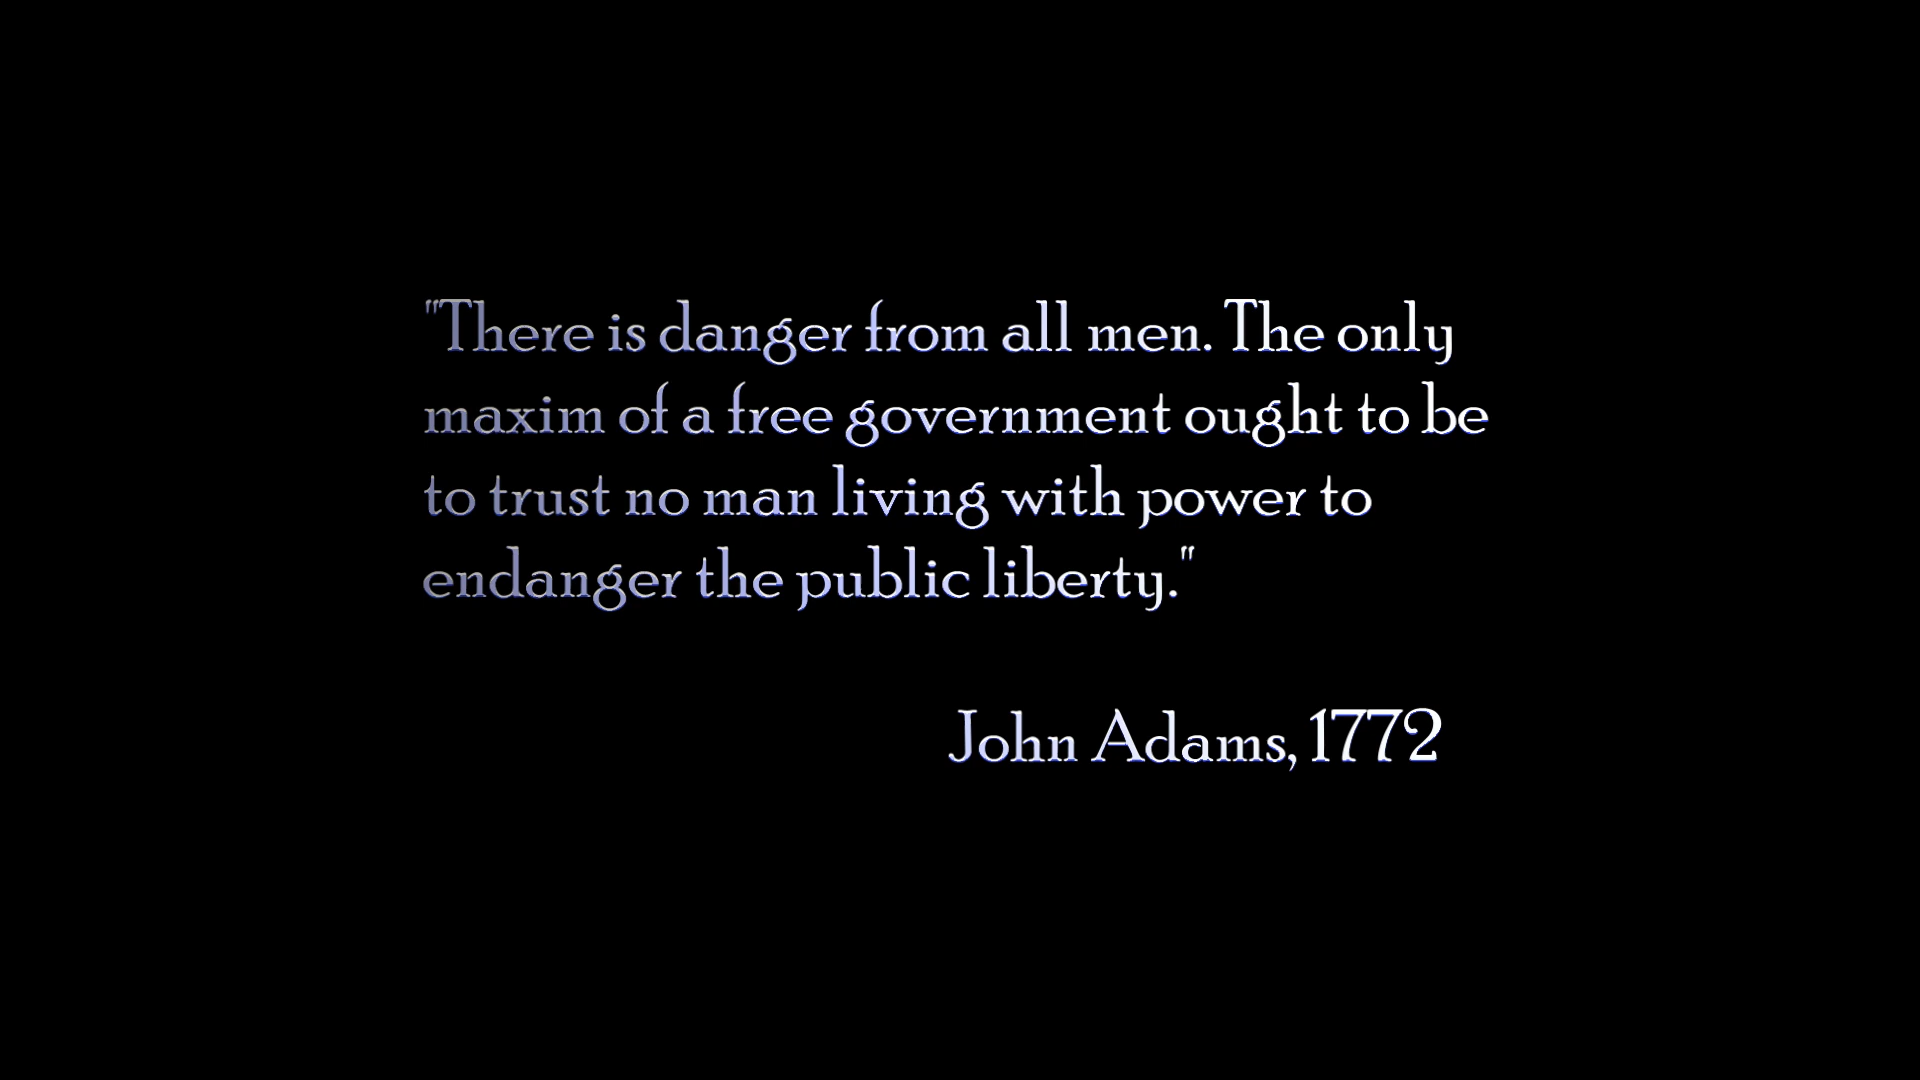 "There is danger from all men. The only
maxim of a free government ought to be
to trust no man living with power to
endanger the public liberty."
John Adams, 1772